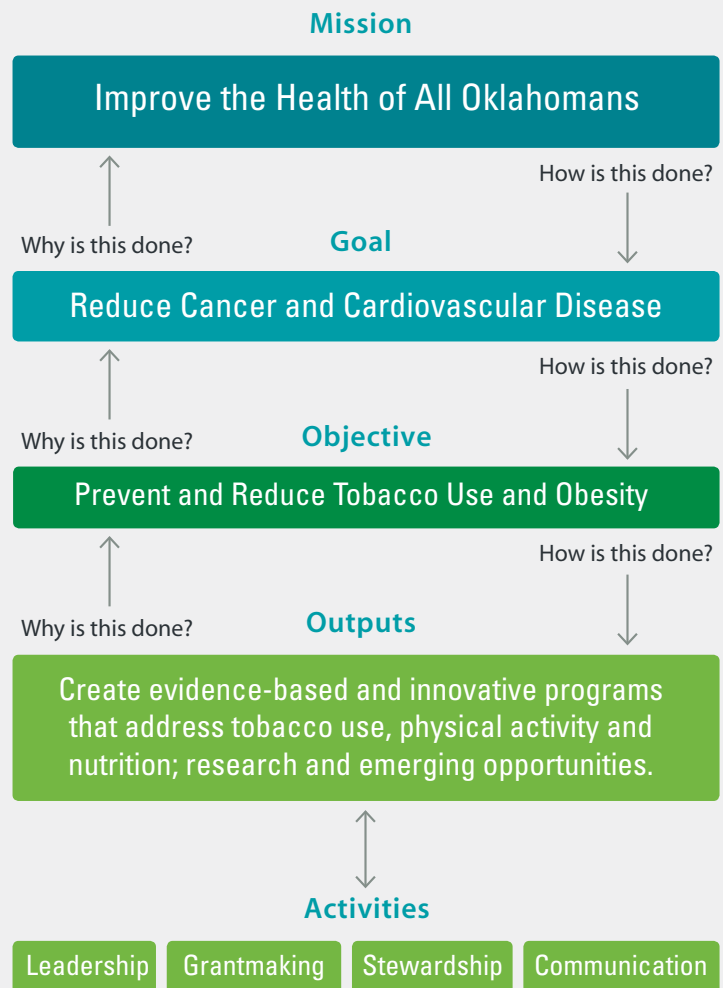 Mission
Improve the Health of All Oklahomans
How is this done?
Why is this done?
Goal
Reduce Cancer and Cardiovascular Disease
How is this done?
Why is this done?
Objective
Prevent and Reduce Tobacco Use and Obesity
How is this done?
Why is this done?
Outputs
Create evidence-based and innovative programs
that address tobacco use, physical activity and
nutrition; research and emerging opportunities.
Activities
Leadership
Grantmaking
Stewardship
Communication